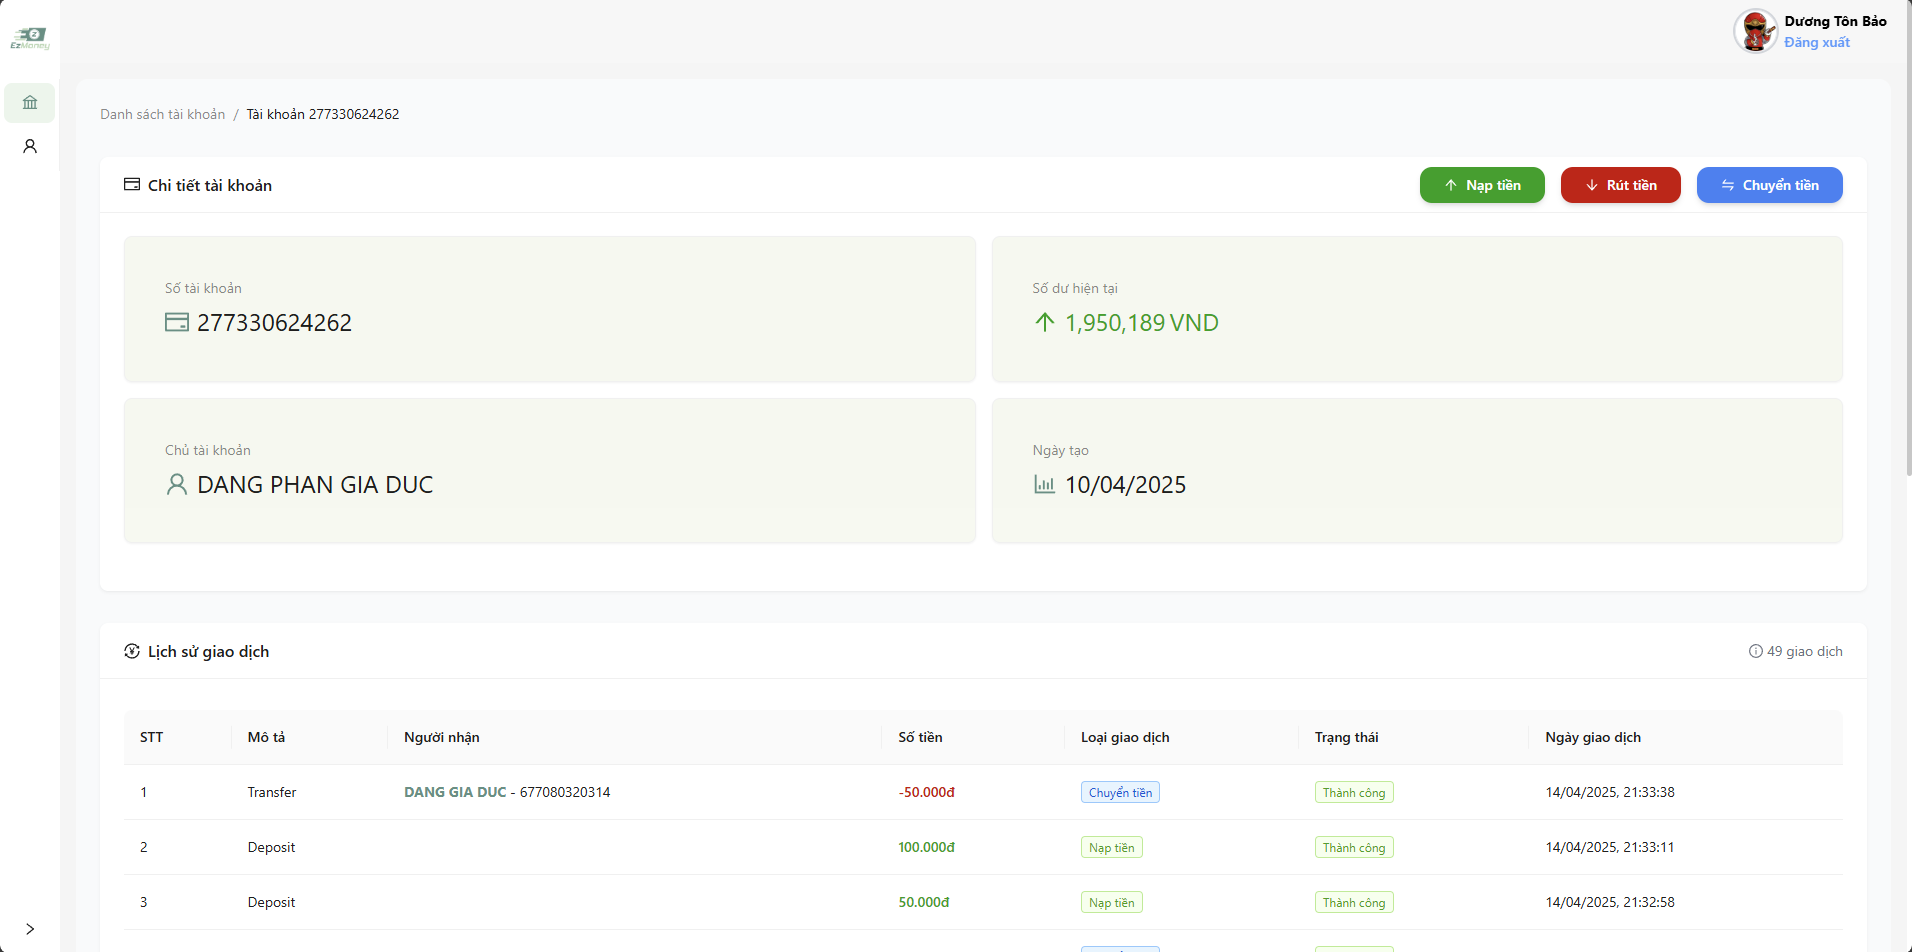 EzMoney
Dương Tôn Bảo
Đăng xuất
Danh sách tài khoản / Tài khoản 277330624262
Chi tiết tài khoản
Nạp tiền
Rút tiền
Chuyển tiền
Số tài khoản
277330624262
Số dư hiện tại
1,950,189 VND
Chủ tài khoản
DANG PHAN GIA DUC
Ngày tạo
10/04/2025
Lịch sử giao dịch
49 giao dịch
STT Mô tả Người nhận Số tiền Loại giao dịch Trạng thái Ngày giao dịch
1 Transfer DANG GIA DUC - 677080320314 -50.000đ Chuyển tiền Thành công 14/04/2025, 21:33:38
2 Deposit 100.000đ Nạp tiền Thành công 14/04/2025, 21:33:11
3 Deposit 50.000đ Nạp tiền Thành công 14/04/2025, 21:32:58